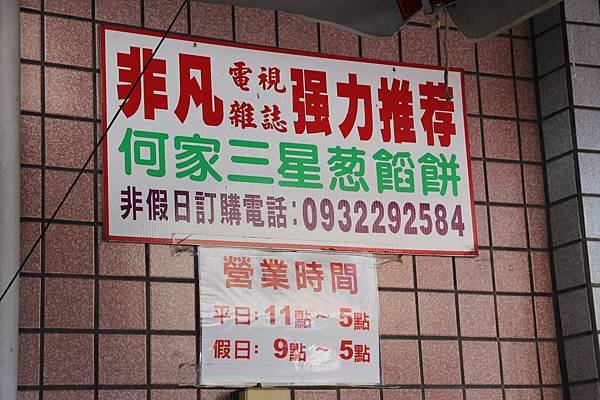 非凡電視雜誌强力推荐
何家三星葱餡餅
非假日訂購電話:0932292584
營業時間
平日:11點~5點
假日:9點~5點